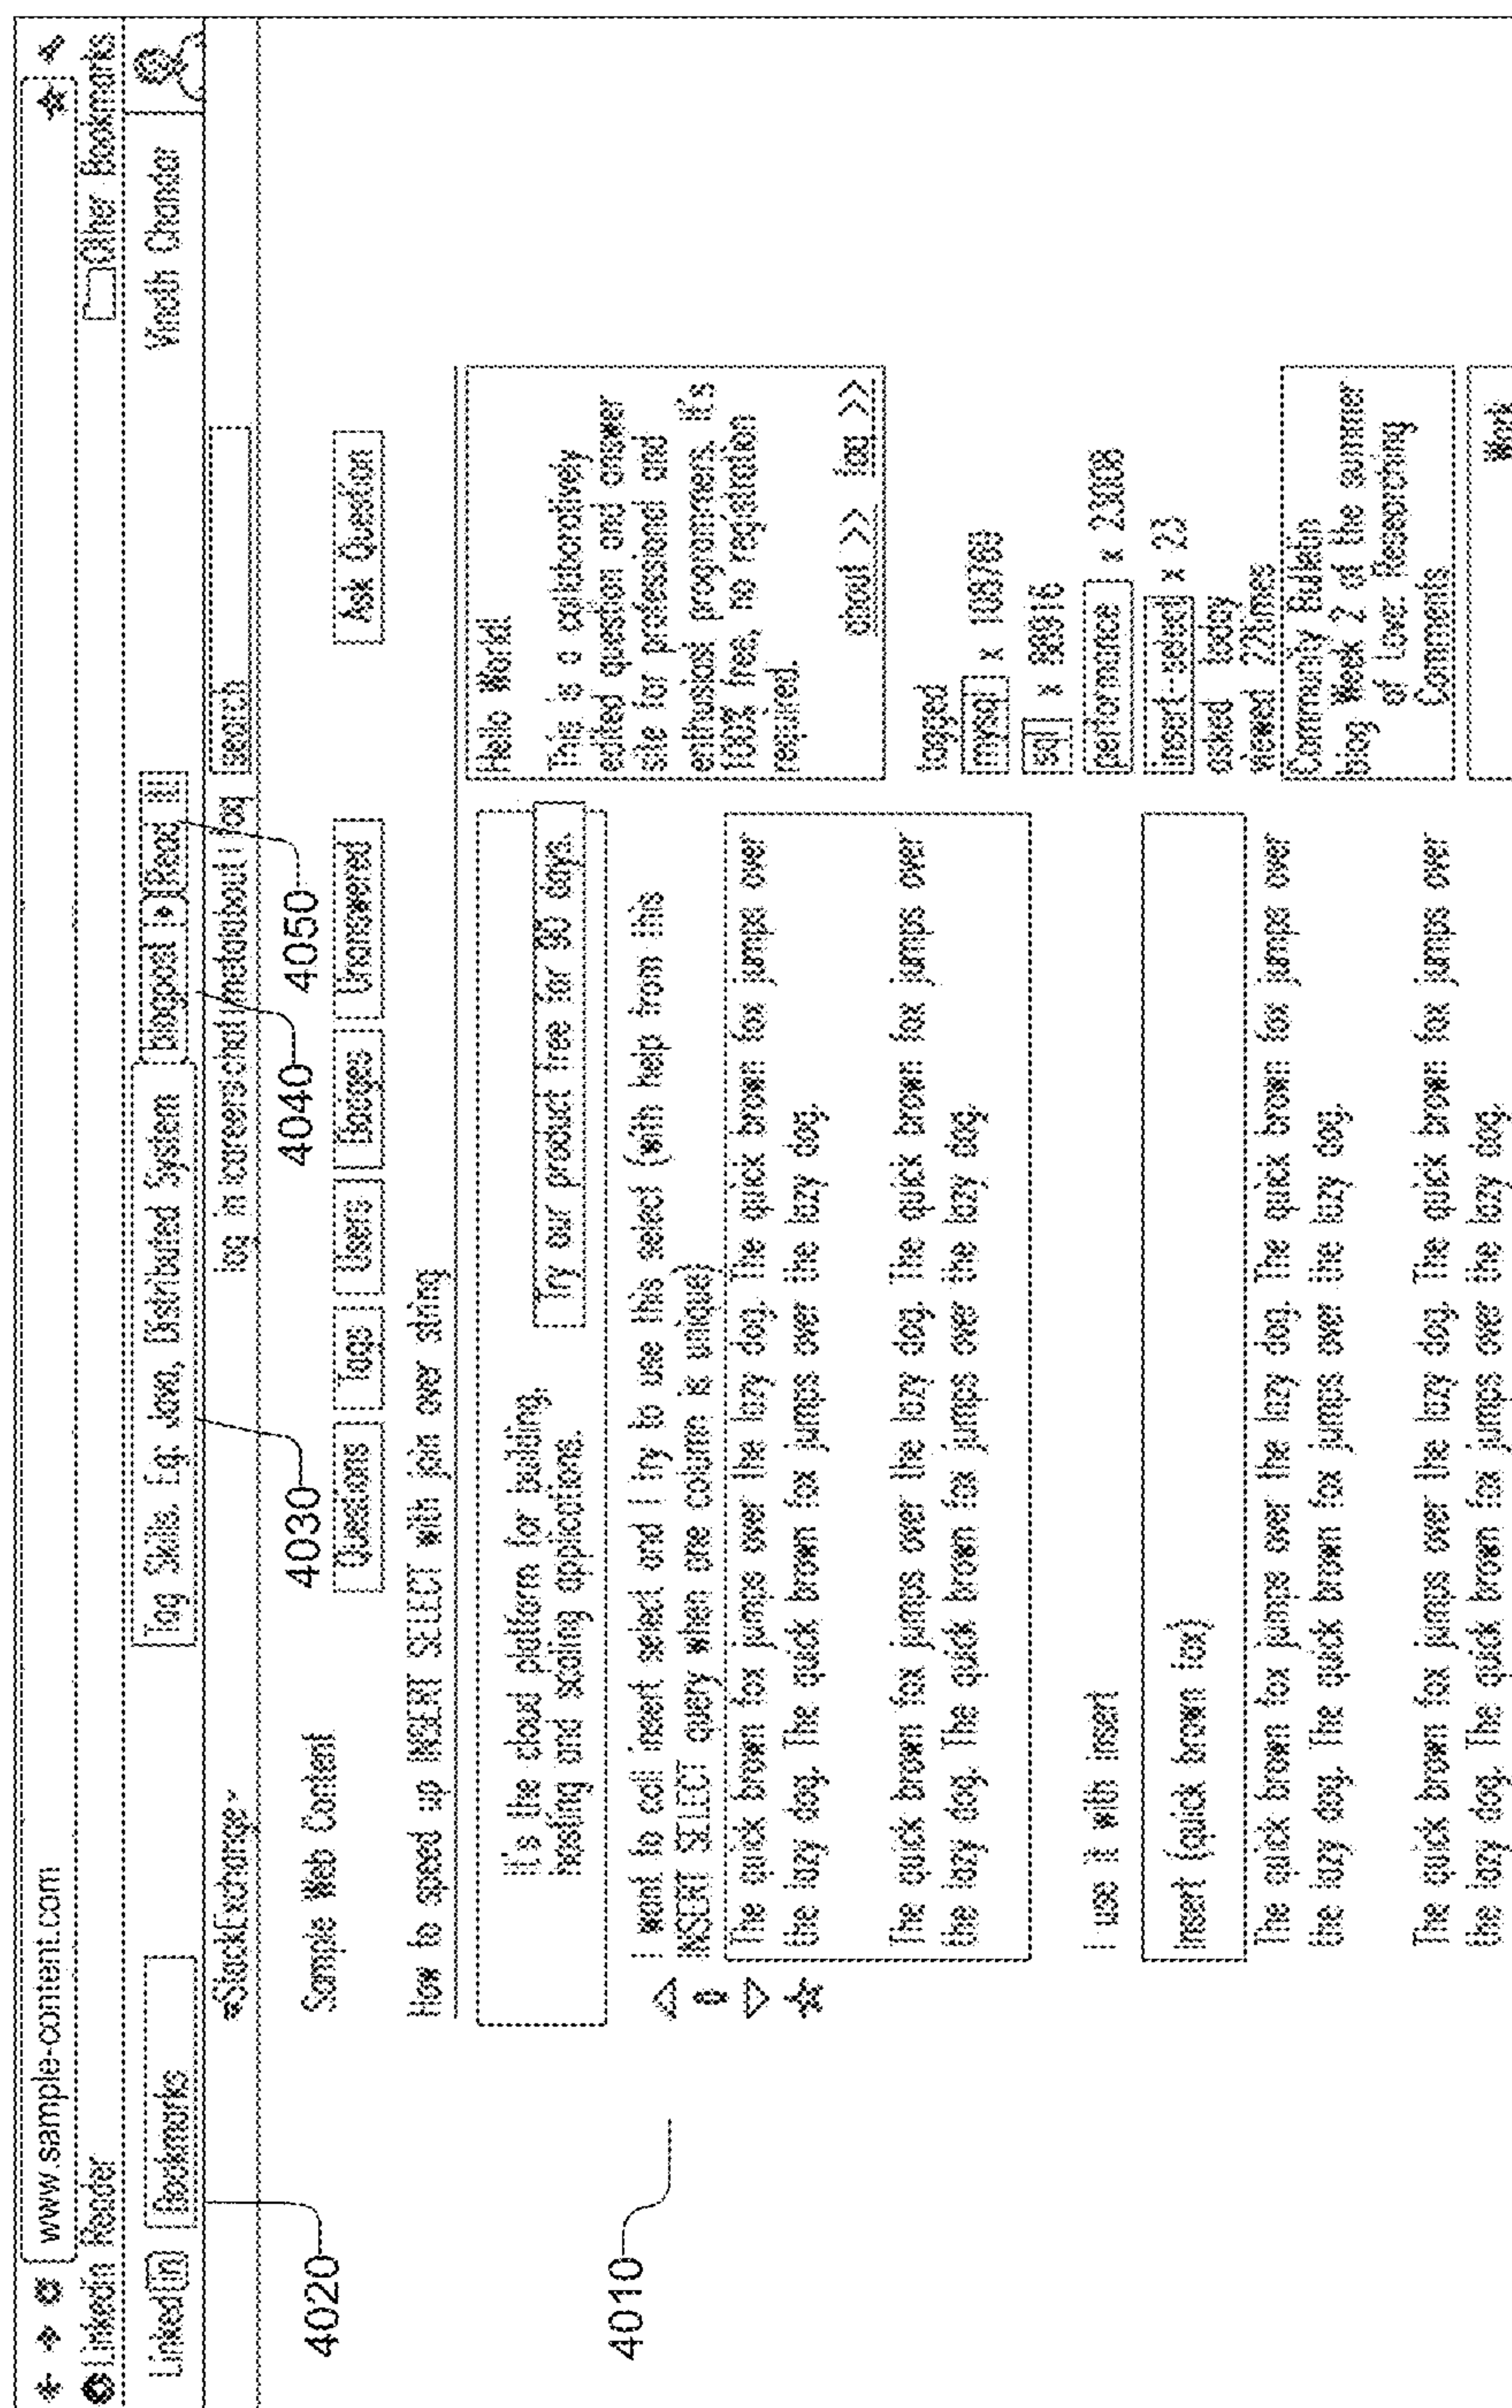 www.sample-content.com
LinkedIn Reader
Other Bookmarks
Linked in
Bookmarks
Tag Skills. Eg: Java, Distributed System
blogpost
Read It!
Vinoth Chandar
StackExchange
log in |careers|chat|meta|about | faq
search
4020
4030
4040
4050
Sample Web Content
Questions
Tags
Users
Badges
Unanswered
Ask Question
How to speed up INSERT SELECT with join over string
It's the cloud platform for building,
hosting and scaling applications.
Try our product free for 90 days.
4010
I want to call insert select and I try to use this select (with help from this
INSERT SELECT query when one column is unique)
The quick brown fox jumps over the lazy dog. The quick brown fox jumps over
the lazy dog. The quick brown fox jumps over the lazy dog.
The quick brown fox jumps over the lazy dog. The quick brown fox jumps over
the lazy dog. The quick brown fox jumps over the lazy dog.
I use it with insert
insert (quick brown fox)
The quick brown fox jumps over the lazy dog. The quick brown fox jumps over
the lazy dog. The quick brown fox jumps over the lazy dog.
The quick brown fox jumps over the lazy dog. The quick brown fox jumps over
the lazy dog. The quick brown fox jumps over the lazy dog.
Hello World!
This is a collaboratively
edited question and answer
site for professional and
enthusiast programmers. It's
100% free, no registration
required.
about >> faq >>
tagged
mysql x 108769
sql x
performance x 23008
insert-select x 23
asked today
viewed 22times
Community Bulletin
blog Week 2 of the summer
of Love: Researching
Comments
Work